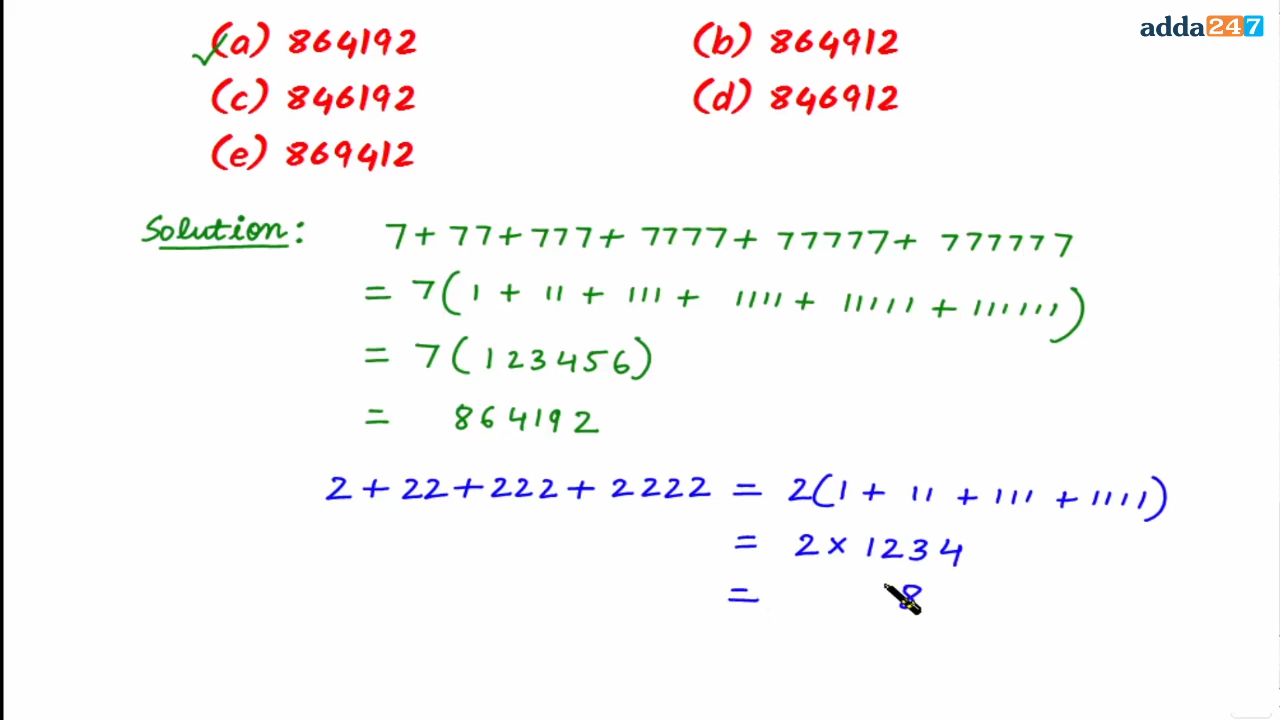 adda247
(a) 864192 (b) 864912
(c) 846192 (d) 846912
(e) 869412
Solution: 7+ 77+777+ 7777+ 77777+ 777777
= 7(1 + 11 + 111 + 1111 + 11111 + 111111)
= 7(123456)
= 864192
2 + 22+222+ 2222 = 2(1 + 11 + 111 + 1111)
= 2 × 1234
= 8